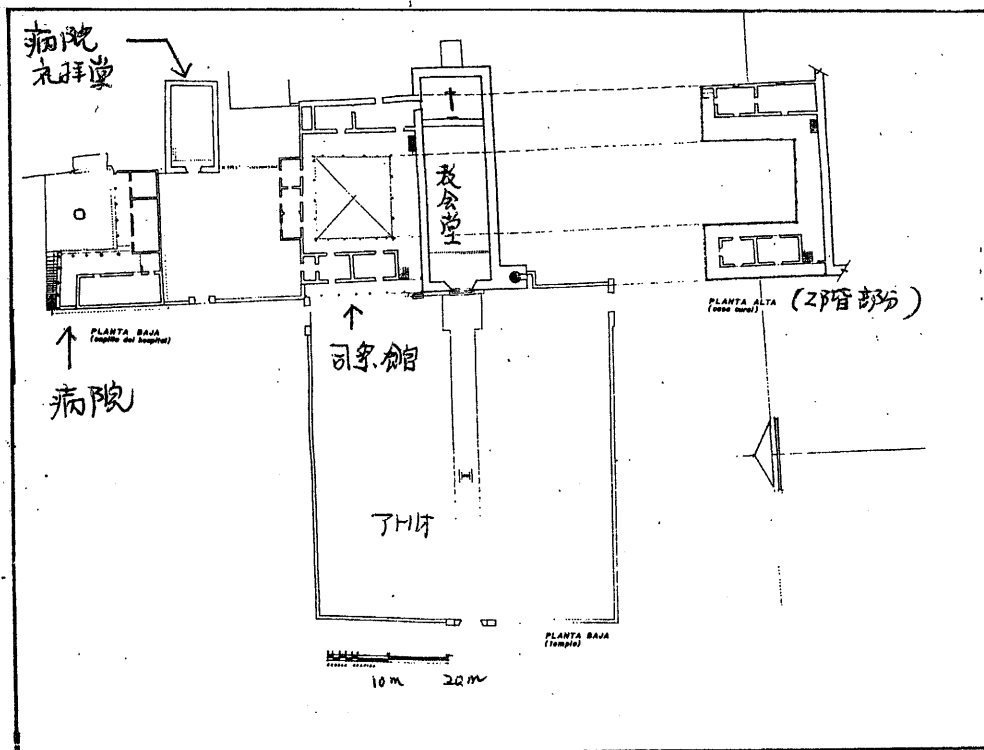 病院
礼拝堂
教会堂
PLANTA BAJA
(capilla del hospital)
病院
司祭館
PLANTA ALTA
(casa cural)
(2階部分)
アトリオ
PLANTA BAJA
(templo)
10m 20m